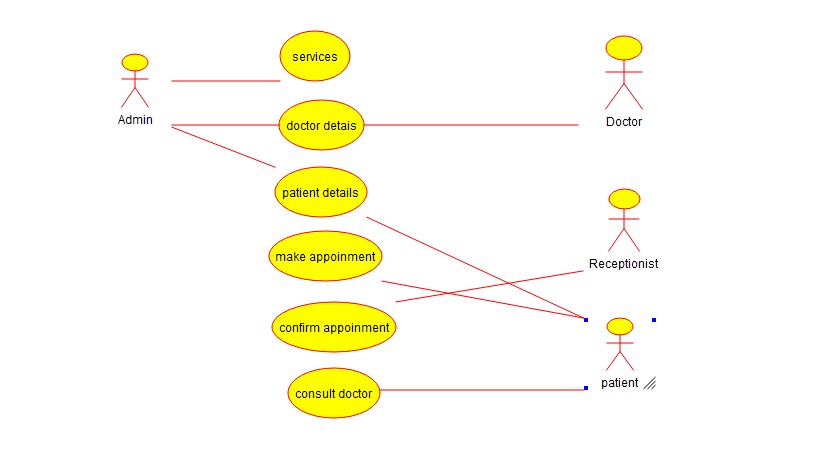 services
Admin
doctor detais
Doctor
patient details
make appoinment
Receptionist
confirm appoinment
patient
consult doctor